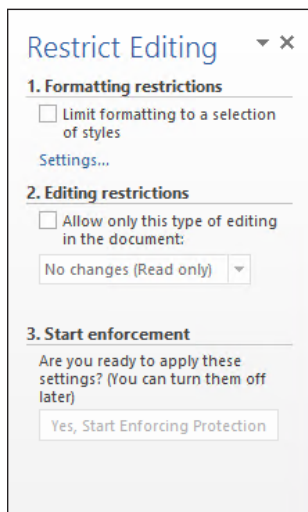 Restrict Editing
1. Formatting restrictions
Limit formatting to a selection
of styles
Settings...
2. Editing restrictions
Allow only this type of editing
in the document:
No changes (Read only)
3. Start enforcement
Are you ready to apply these
settings? (You can turn them off
later)
Yes, Start Enforcing Protection